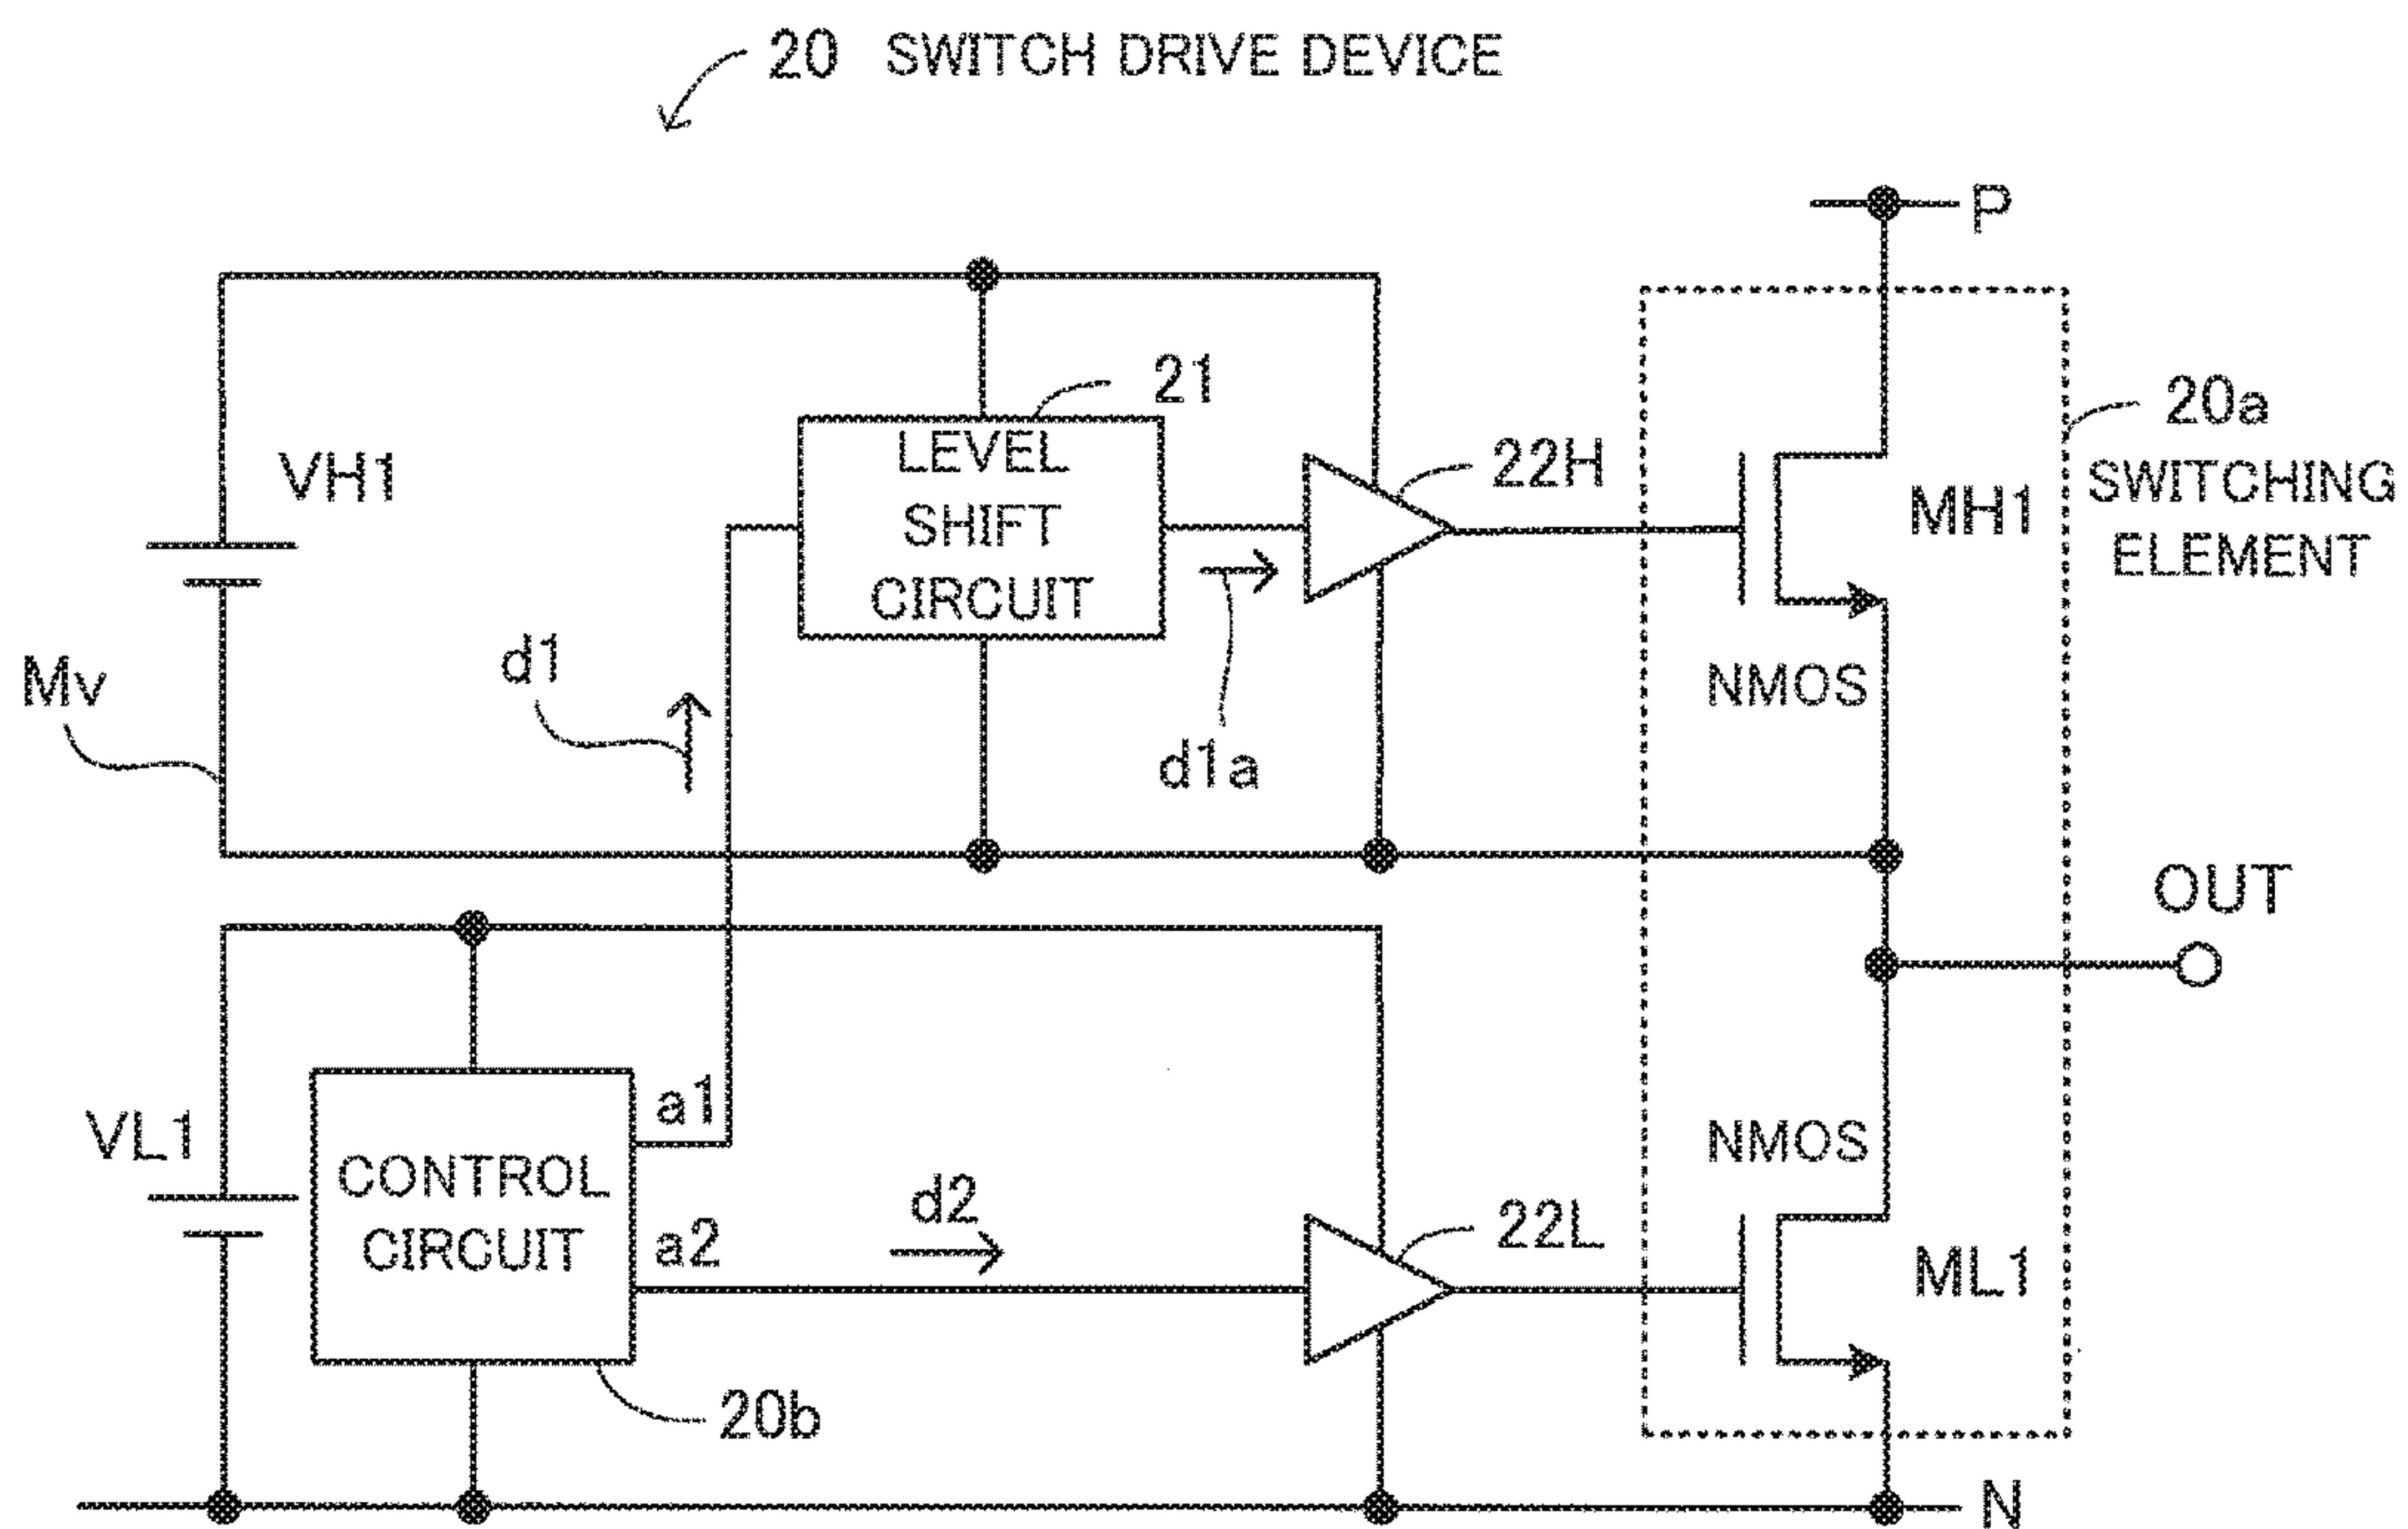 20 SWITCH DRIVE DEVICE
P
21
20a
SWITCHING
ELEMENT
VH1
LEVEL
SHIFT
CIRCUIT
22H
MH1
Mv
d1
d1a
NMOS
OUT
VL1
a1
CONTROL
CIRCUIT
a2
d2
NMOS
22L
ML1
20b
N